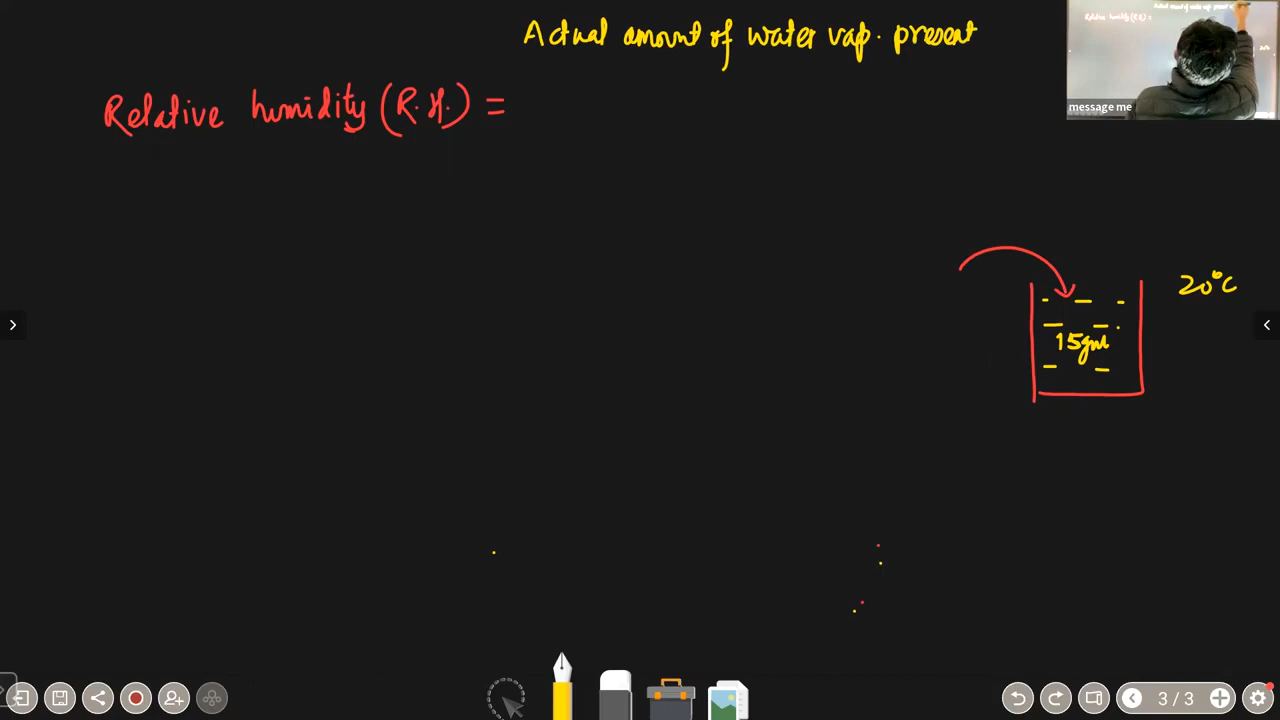 Actual amount of water vap. present
Relative humidity (R.H.) =
message me
20°C
15gm
3/3